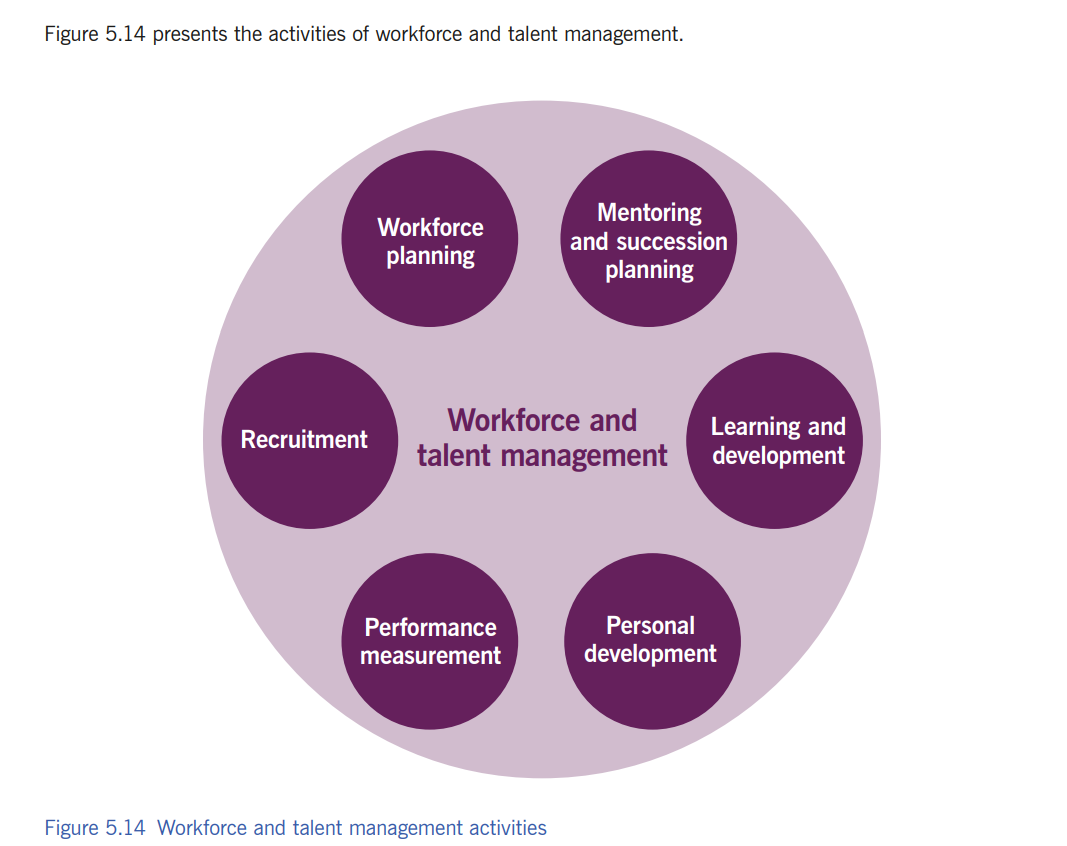 Figure 5.14 presents the activities of workforce and talent management.
Workforce
planning
Mentoring
and succession
planning
Recruitment
Workforce and
talent management
Learning and
development
Performance
measurement
Personal
development
Figure 5.14 Workforce and talent management activities